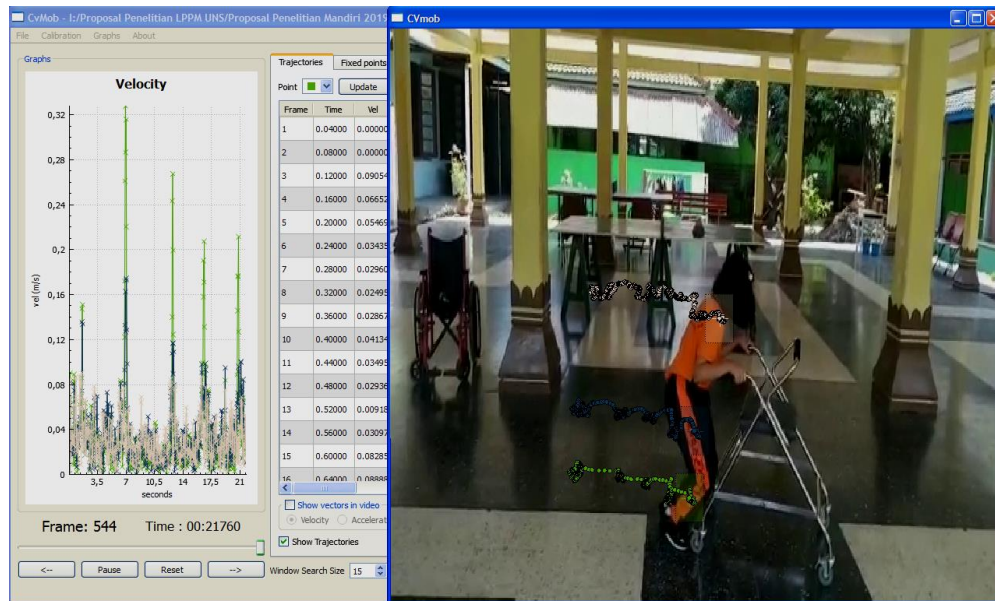 CvMob - I:/Proposal Penelitian LPPM UNS/Proposal Penelitian Mandiri 2019
CVmob
File Calibration Graphs About
Graphs
Velocity
0,32
0,28
0,24
0,2
0,16
0,12
0,08
0,04
0
vel (m/s)
3,5 7 10,5 14 17,5 21
seconds
Frame: 544 Time : 00:21760
<-- Pause Reset -->
Trajectories Fixed points
Point Update
Frame Time Vel
1 0.04000 0.0000
2 0.08000 0.0000
3 0.12000 0.09054
4 0.16000 0.06652
5 0.20000 0.05469
6 0.24000 0.03435
7 0.28000 0.02960
8 0.32000 0.02495
9 0.36000 0.02867
10 0.40000 0.04134
11 0.44000 0.03495
12 0.48000 0.02936
13 0.52000 0.00918
14 0.56000 0.03097
15 0.60000 0.08285
16 0.64000 0.08888
Show vectors in video
Velocity Accelerat
Show Trajectories
Window Search Size 15